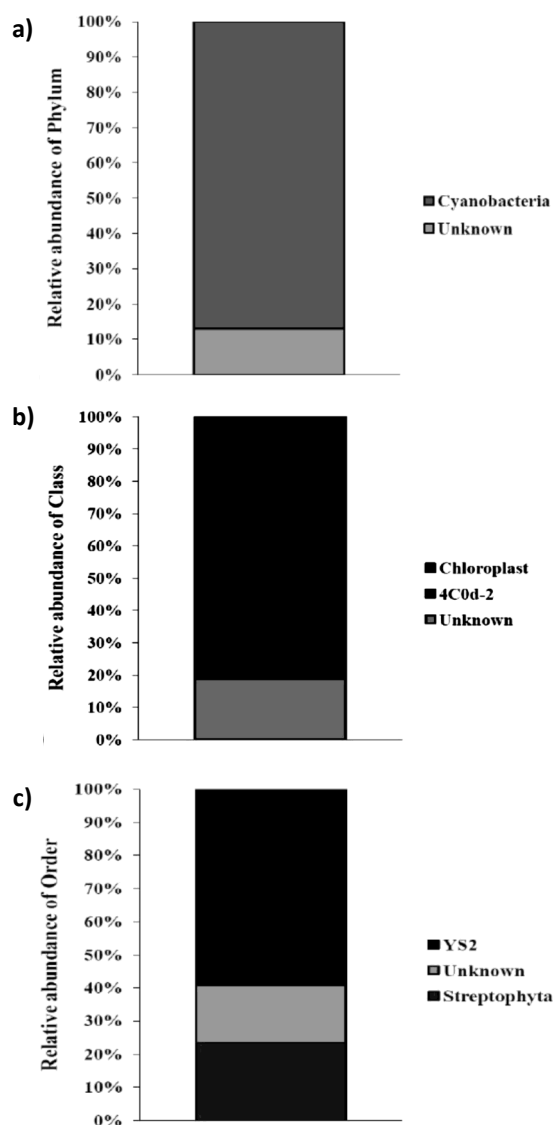 a)
Relative abundance of Phylum
100%
90%
80%
70%
60%
50%
40%
30%
20%
10%
0%
Cyanobacteria
Unknown
b)
Relative abundance of Class
100%
90%
80%
70%
60%
50%
40%
30%
20%
10%
0%
Chloroplast
4C0d-2
Unknown
c)
Relative abundance of Order
100%
90%
80%
70%
60%
50%
40%
30%
20%
10%
0%
YS2
Unknown
Streptophyta